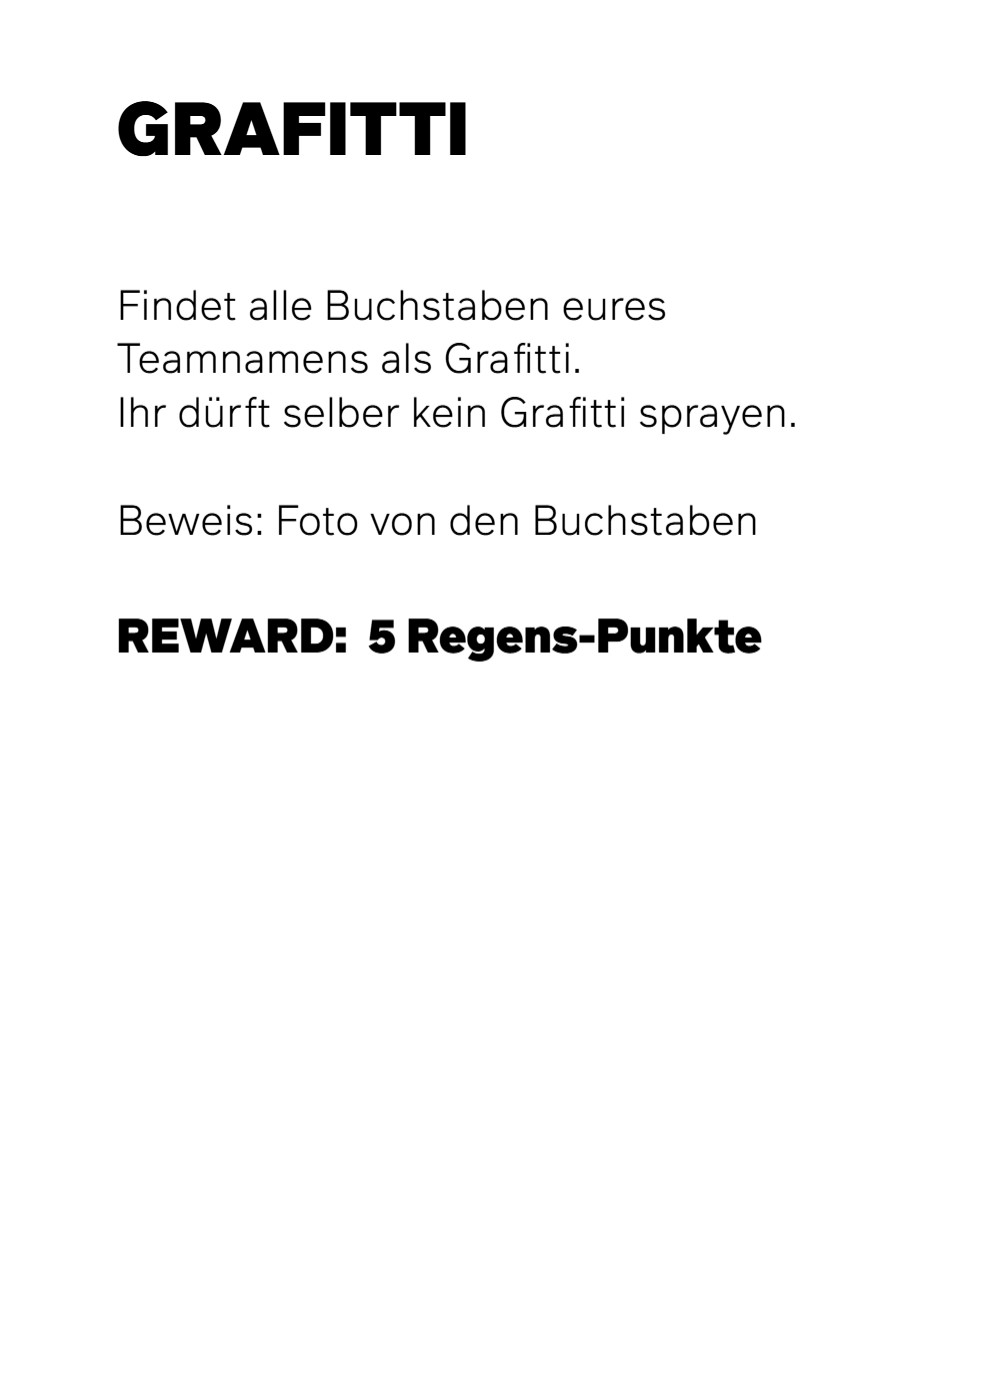 GRAFITTI
Findet alle Buchstaben eures
Teamnamens als Grafitti.
Ihr dürft selber kein Grafitti sprayen.
Beweis: Foto von den Buchstaben
REWARD: 5 Regens-Punkte